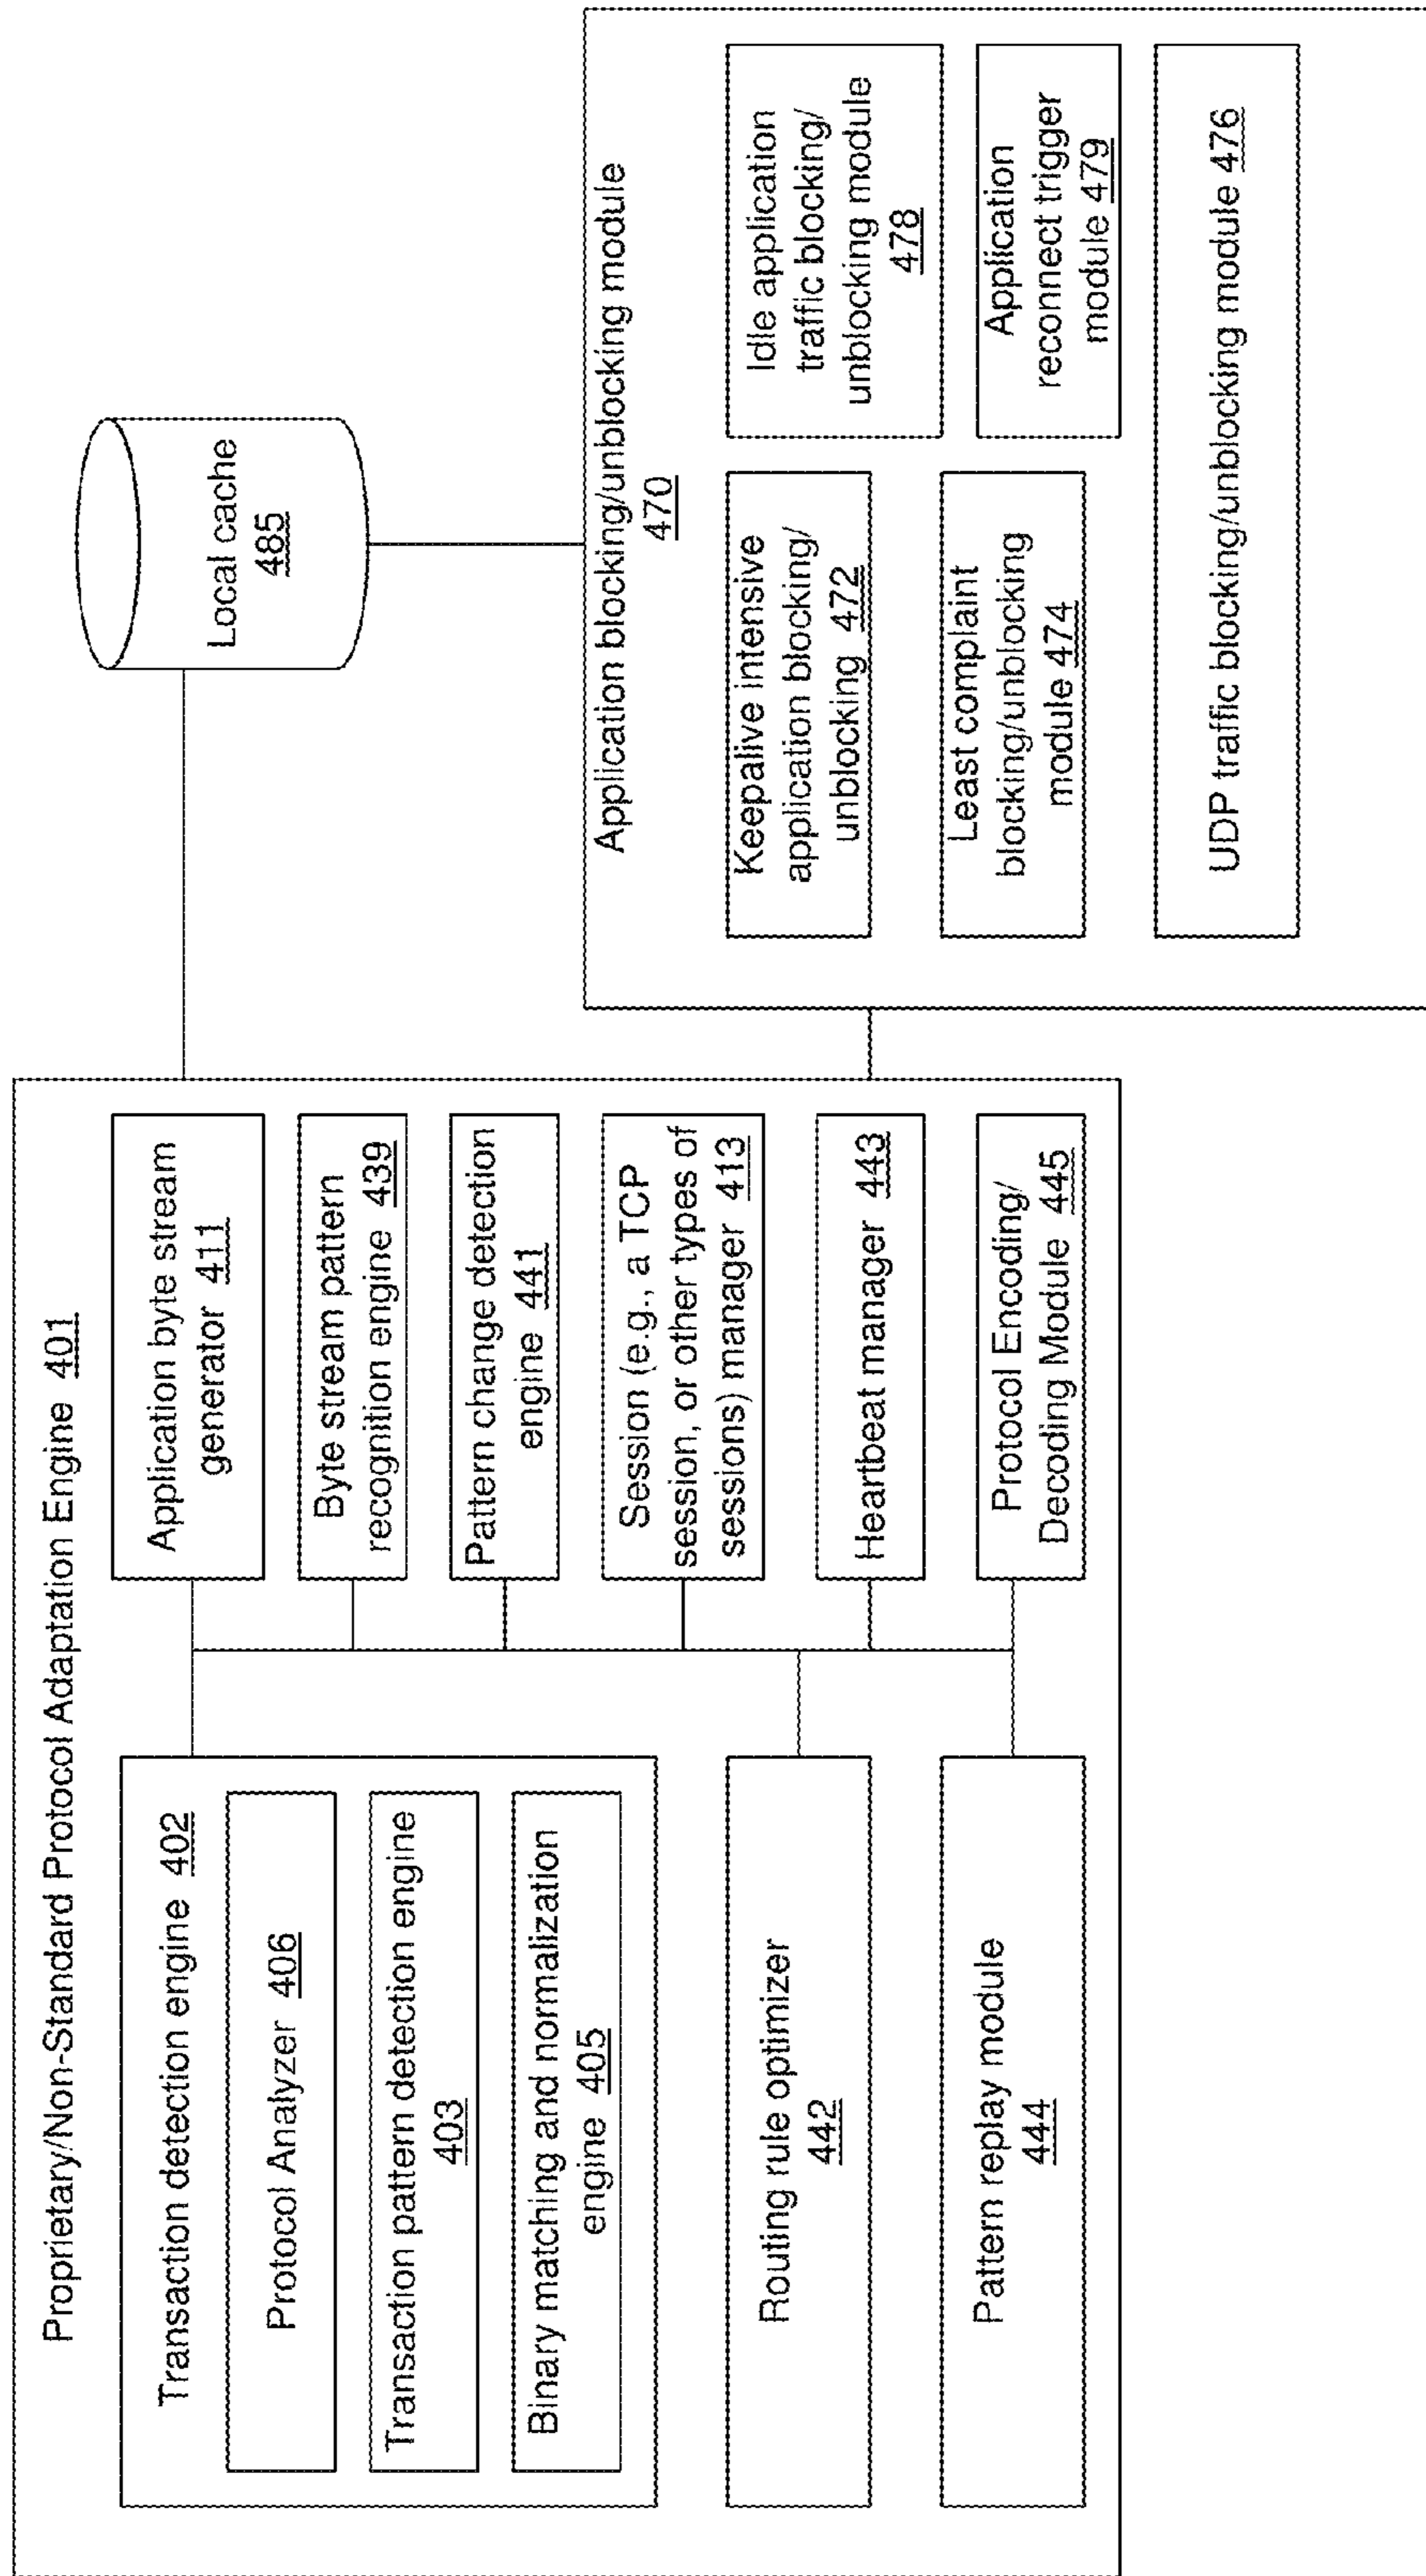 Proprietary/Non-Standard Protocol Adaptation Engine 401
Transaction detection engine 402
Protocol Analyzer 406
Transaction pattern detection engine
403
Binary matching and normalization
engine 405
Routing rule optimizer
442
Pattern replay module
444
Application byte stream
generator 411
Byte stream pattern
recognition engine 439
Pattern change detection
engine 441
Session (e.g., a TCP
session, or other types of
sessions) manager 413
Heartbeat manager 443
Protocol Encoding/
Decoding Module 445
Local cache
485
Application blocking/unblocking module
470
Keepalive intensive
application blocking/
unblocking 472
Least complaint
blocking/unblocking
module 474
Idle application
traffic blocking/
unblocking module
478
Application
reconnect trigger
module 479
UDP traffic blocking/unblocking module 476